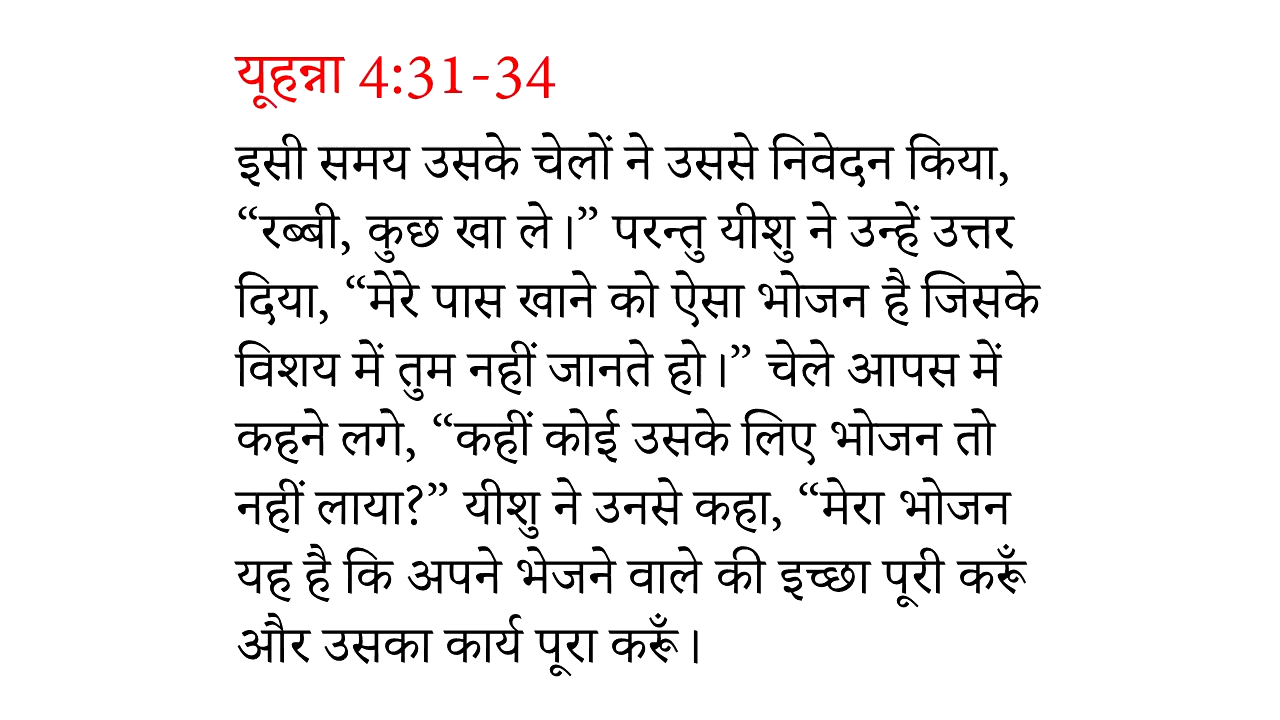 यूहन्ना 4:31-34
इसी समय उसके चेलों ने उससे निवेदन किया,
“रब्बी, कुछ खा ले।” परन्तु यीशु ने उन्हें उत्तर
दिया, “मेरे पास खाने को ऐसा भोजन है जिसके
विशय में तुम नहीं जानते हो।” चेले आपस में
कहने लगे, “कहीं कोई उसके लिए भोजन तो
नहीं लाया?” यीशु ने उनसे कहा, “मेरा भोजन
यह है कि अपने भेजने वाले की इच्छा पूरी करूँ
और उसका कार्य पूरा करूँ।